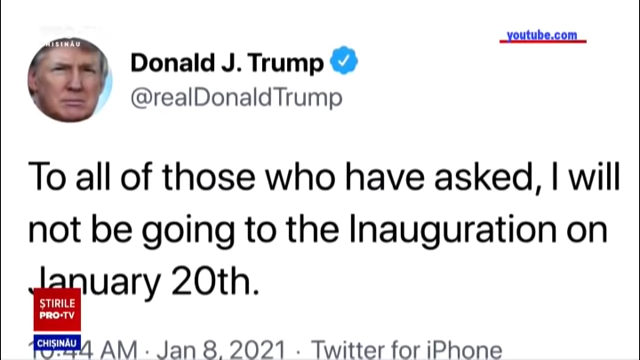 youtube.com
Donald J. Trump
@realDonaldTrump
To all of those who have asked, I will
not be going to the Inauguration on
January 20th.
10:44 AM · Jan 8, 2021 · Twitter for iPhone
ȘTIRILE
PRO•TV
CHIȘINĂU